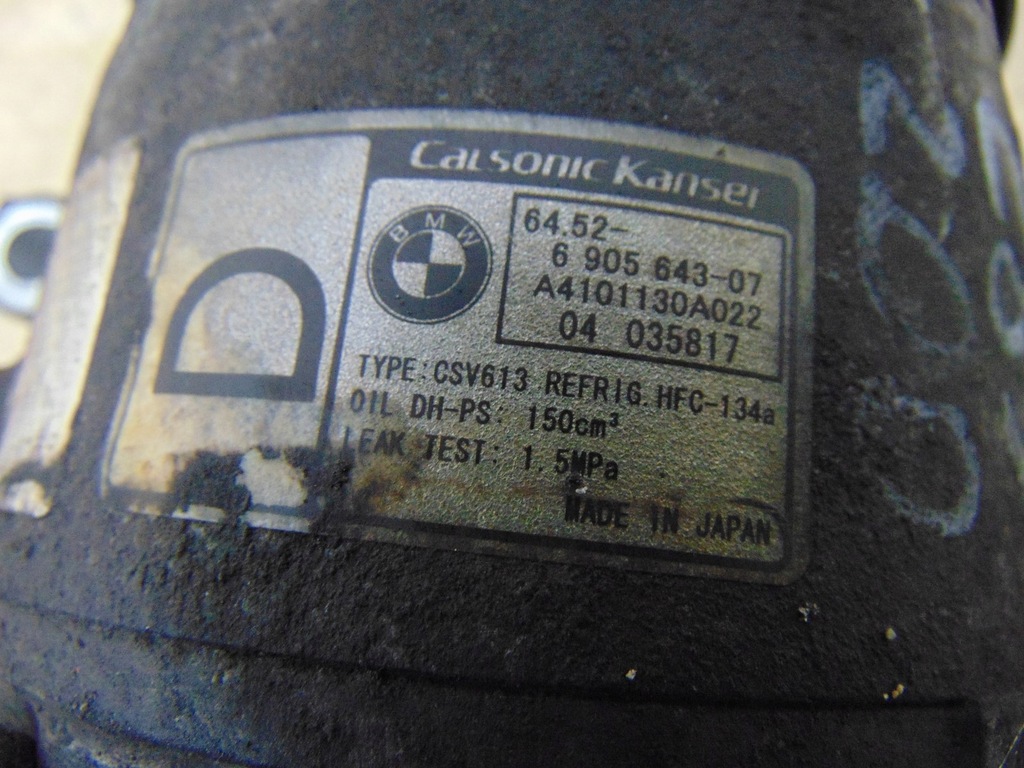 Calsonic Kansei
D
BMW
64.52-
6 905 643-07
A4101130A022
04 035817
TYPE:CSV613 REFRIG.HFC-134a
OIL DH-PS: 150cm³
LEAK TEST: 1.5MPa
MADE IN JAPAN